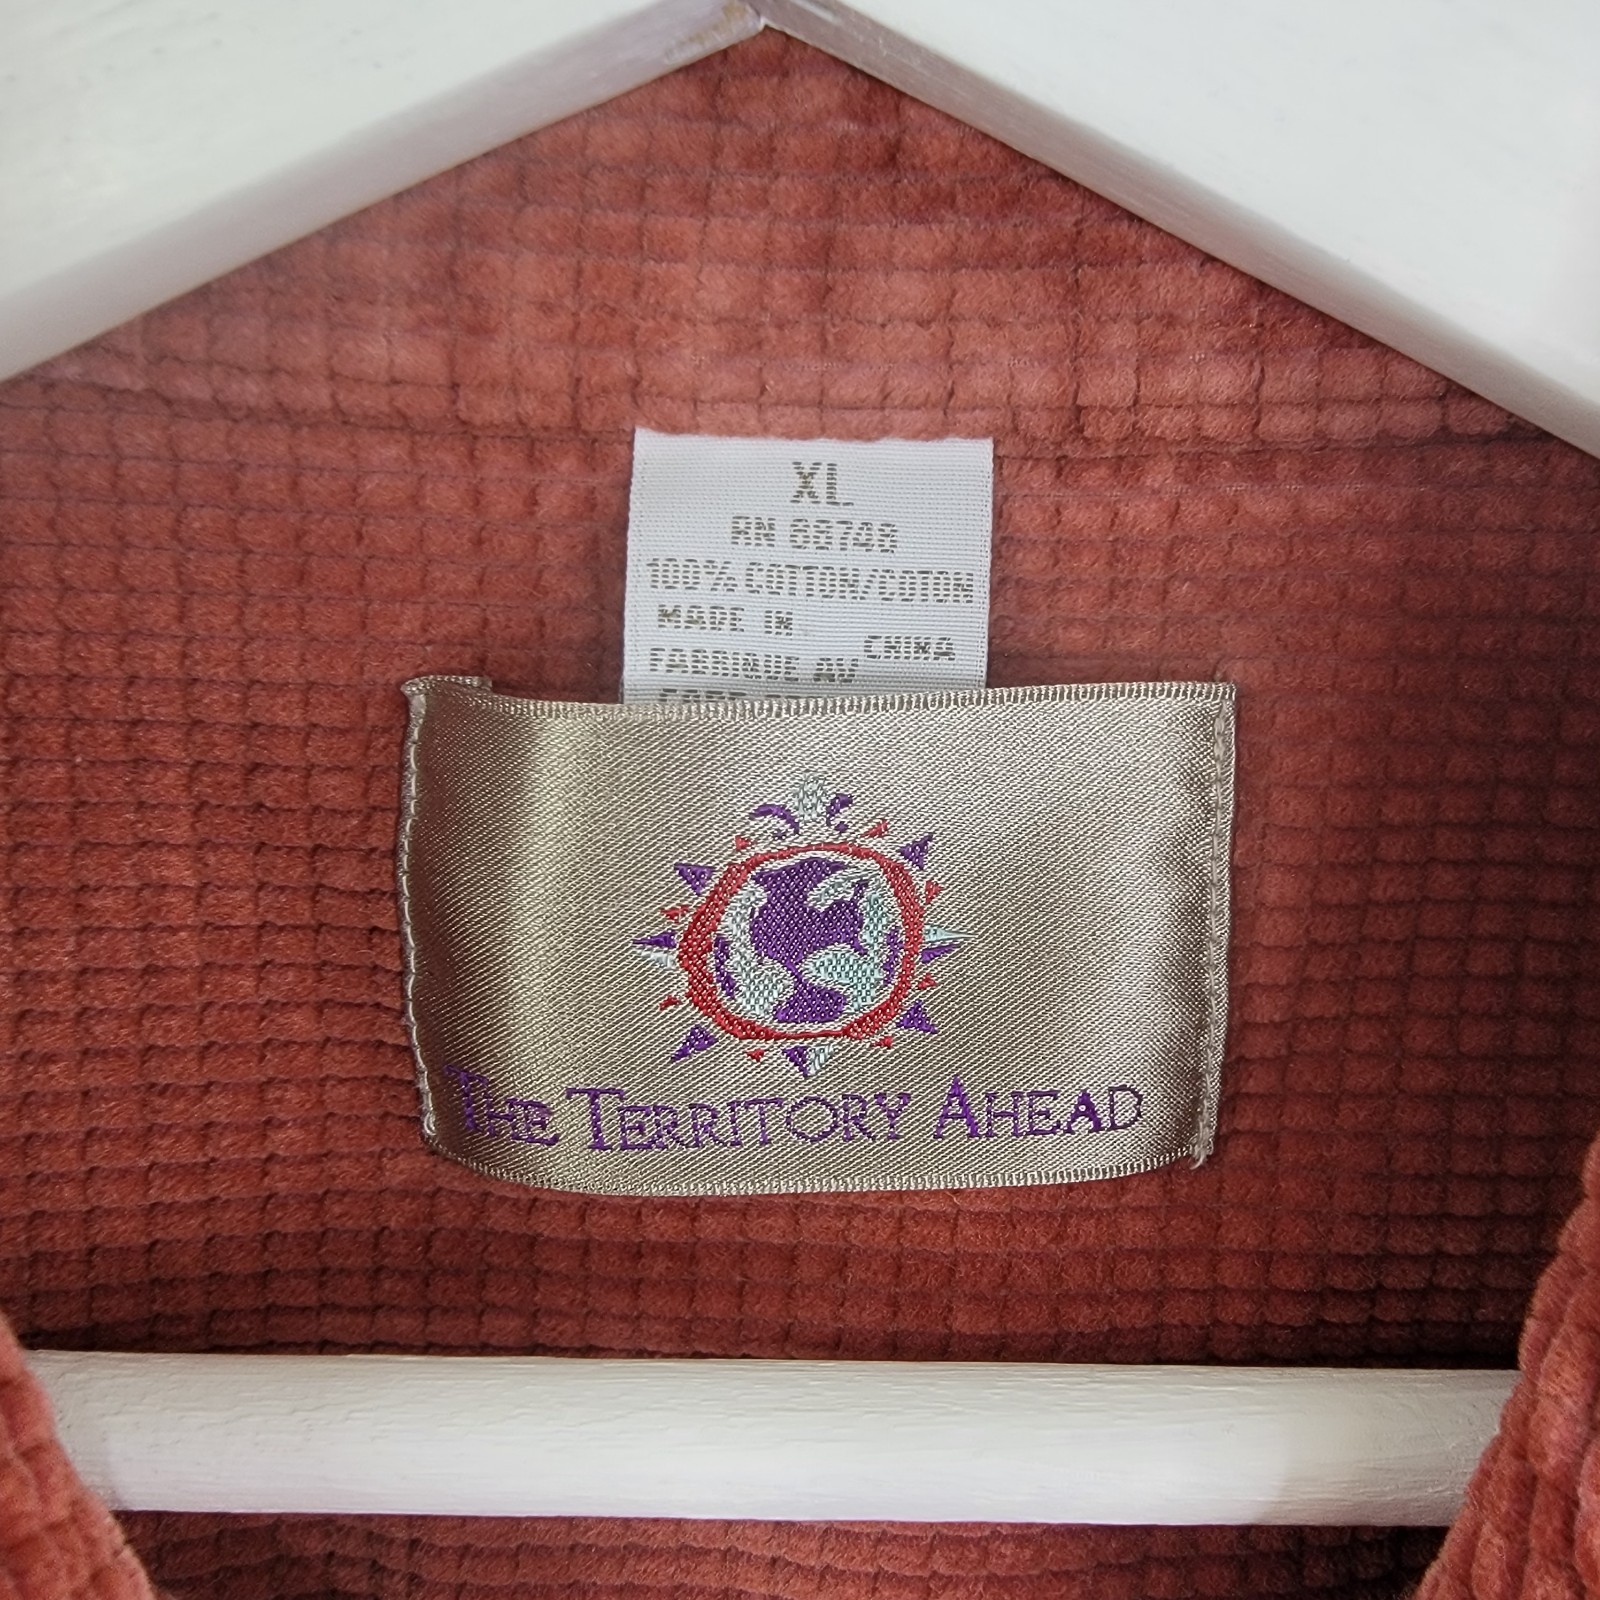 XL
RN 88748
100% COTTON/COTON
MADE IN
CHINA
FABRIQUE AU
THE TERRITORY AHEAD